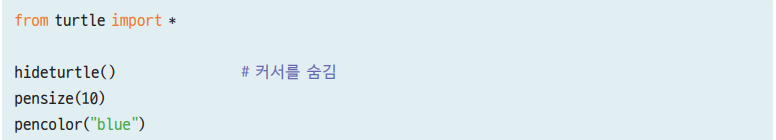 from turtle import *
hideturtle() # 커서를 숨김
pensize(10)
pencolor("blue")